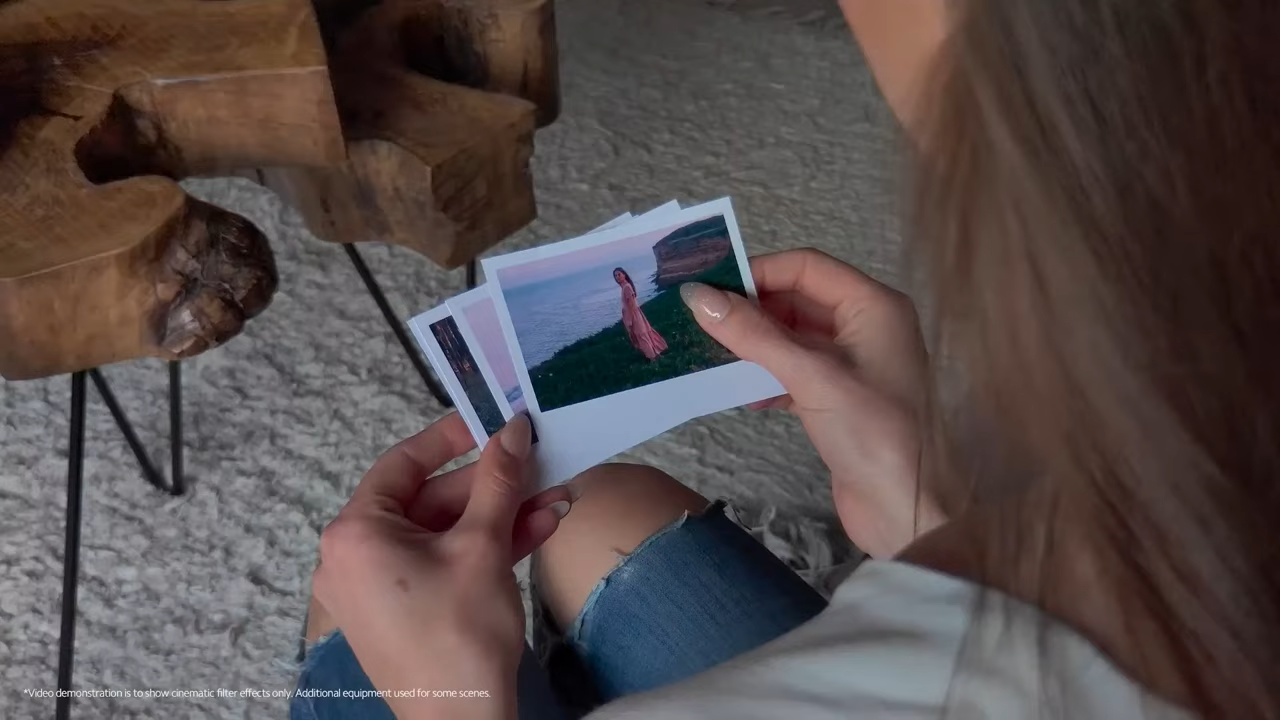 *Video demonstration is to show cinematic filter effects only. Additional equipment used for some scenes.